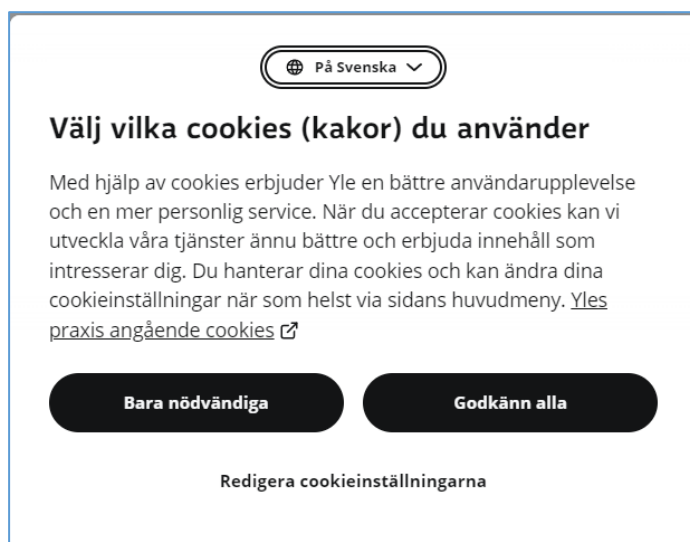 På Svenska
Välj vilka cookies (kakor) du använder
Med hjälp av cookies erbjuder Yle en bättre användarupplevelse
och en mer personlig service. När du accepterar cookies kan vi
utveckla våra tjänster ännu bättre och erbjuda innehåll som
intresserar dig. Du hanterar dina cookies och kan ändra dina
cookieinställningar när som helst via sidans huvudmeny. Yles
praxis angående cookies
Bara nödvändiga
Godkänn alla
Redigera cookieinställningarna